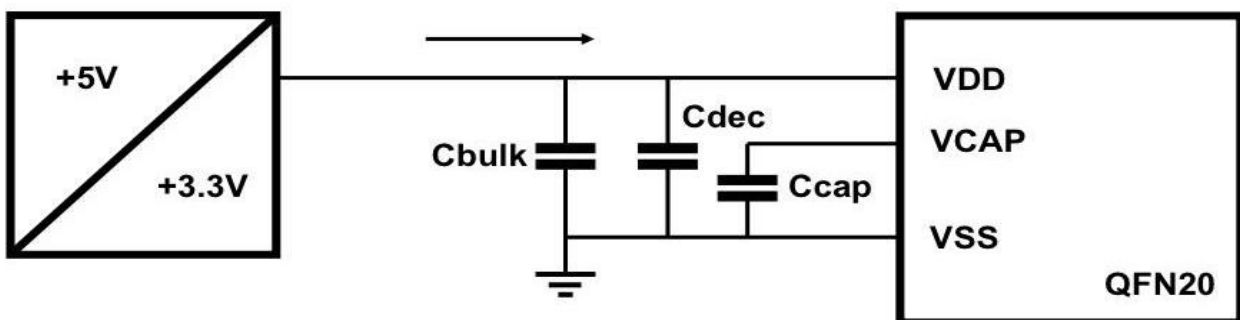 +5V
+3.3V
Cbulk
Cdec
Ccap
VDD
VCAP
VSS
QFN20